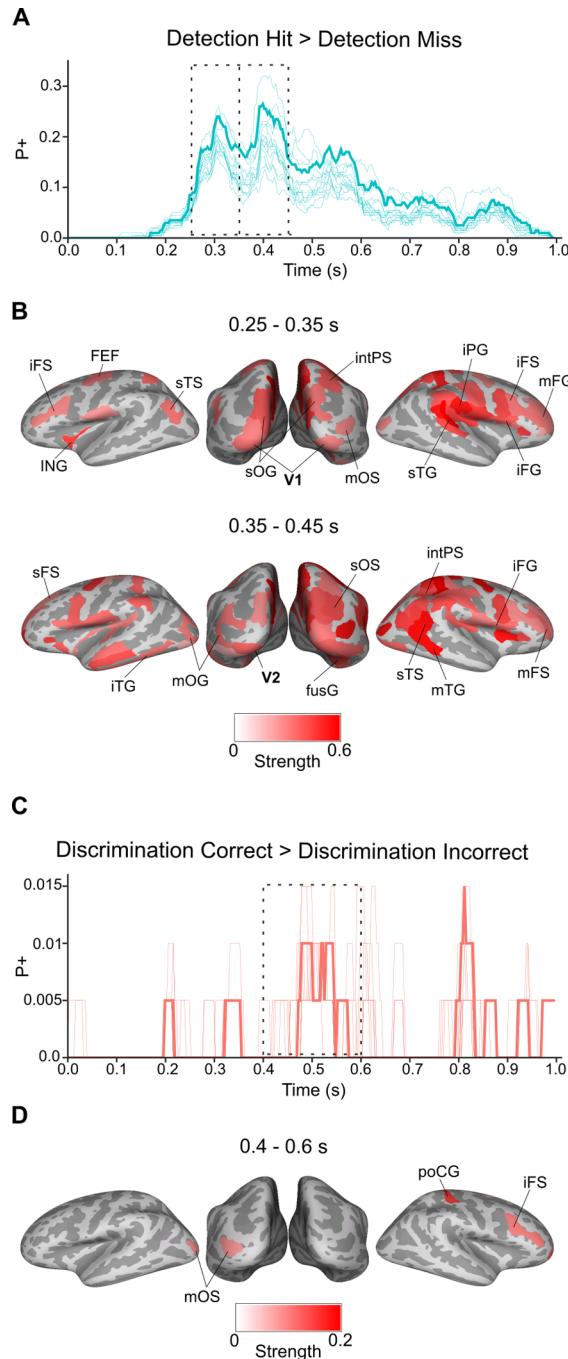 A
Detection Hit > Detection Miss
P+
0.3
0.2
0.1
0.0
0.0 0.1 0.2 0.3 0.4 0.5 0.6 0.7 0.8 0.9 1.0
Time (s)
B
0.25 - 0.35 s
iFS FEF sTS lNG
intPS sOG V1 mOS
iPG iFS mFG sTG iFG
0.35 - 0.45 s
sFS iTG mOG
V2 sOS fusG
intPS iFG sTS mTG mFS
0 0.6
Strength
C
Discrimination Correct > Discrimination Incorrect
P+
0.015
0.010
0.005
0.0
0.0 0.1 0.2 0.3 0.4 0.5 0.6 0.7 0.8 0.9 1.0
Time (s)
D
0.4 - 0.6 s
poCG iFS
mOS
0 0.2
Strength